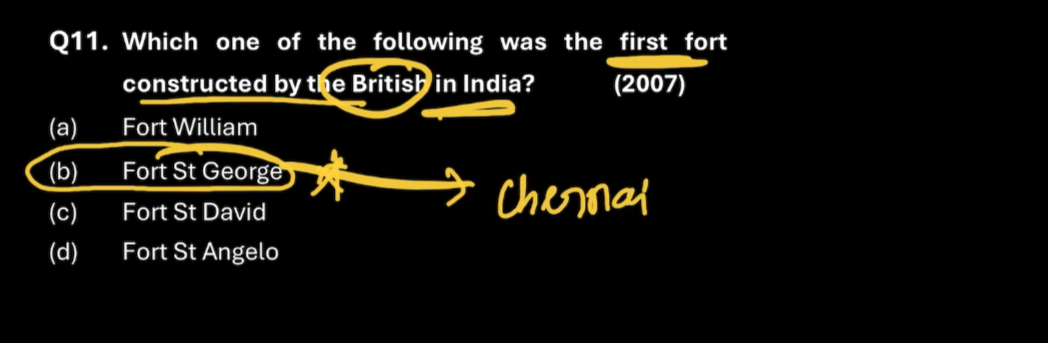 Q11. Which one of the following was the first fort
constructed by the British in India? (2007)
(a) Fort William
(b) Fort St George
Chennai
(c) Fort St David
(d) Fort St Angelo